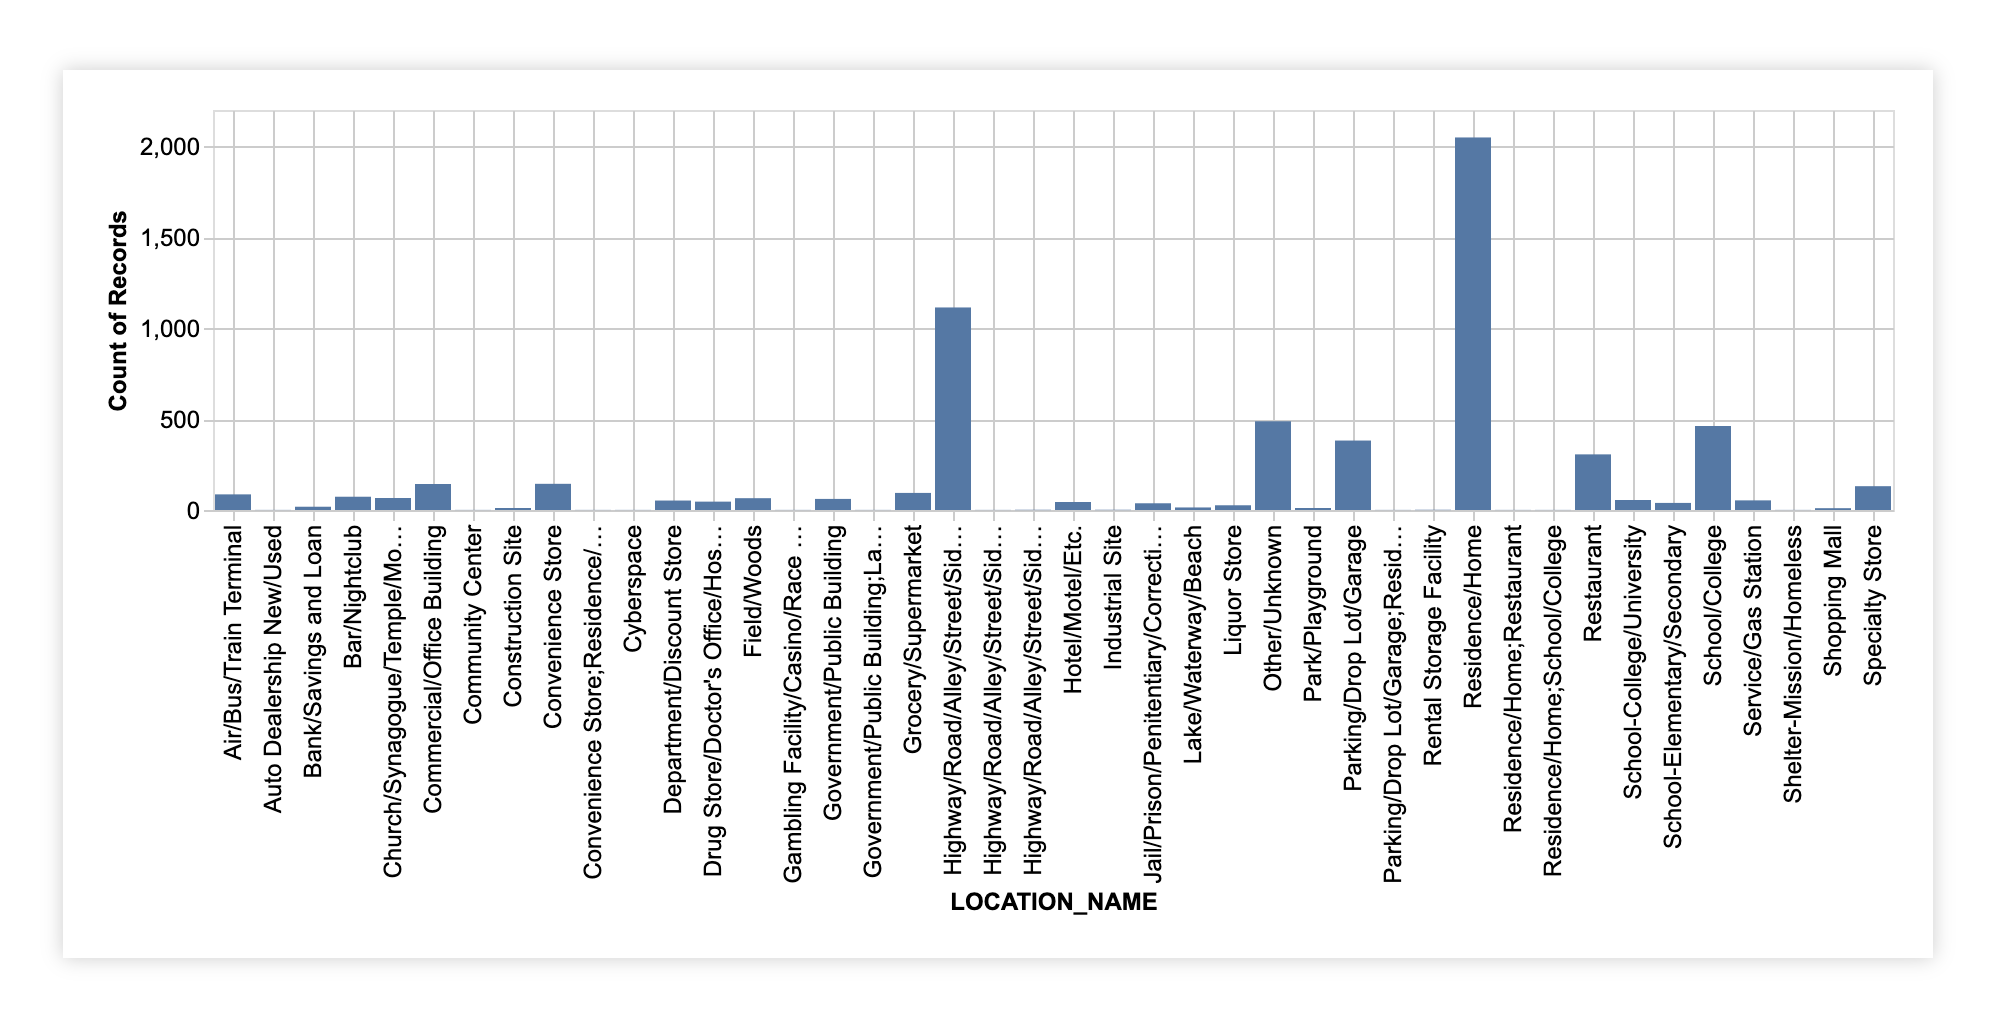 Count of Records
2,000
1,500
1,000
500
0
Air/Bus/Train Terminal
Auto Dealership New/Used
Bank/Savings and Loan
Bar/Nightclub
Church/Synagogue/Temple/Mo…
Commercial/Office Building
Community Center
Construction Site
Convenience Store
Convenience Store;Residence/…
Cyberspace
Department/Discount Store
Drug Store/Doctor's Office/Hos…
Field/Woods
Gambling Facility/Casino/Race …
Government/Public Building
Government/Public Building;La…
Grocery/Supermarket
Highway/Road/Alley/Street/Sid…
Highway/Road/Alley/Street/Sid…
Highway/Road/Alley/Street/Sid…
Hotel/Motel/Etc.
Industrial Site
Jail/Prison/Penitentiary/Correcti…
Lake/Waterway/Beach
Liquor Store
Other/Unknown
Park/Playground
Parking/Drop Lot/Garage
Parking/Drop Lot/Garage;Resid…
Rental Storage Facility
Residence/Home
Residence/Home;Restaurant
Residence/Home;School/College
Restaurant
School-College/University
School-Elementary/Secondary
School/College
Service/Gas Station
Shelter-Mission/Homeless
Shopping Mall
Specialty Store
LOCATION_NAME